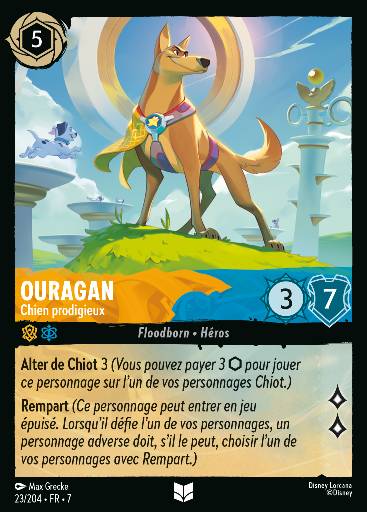 5
OURAGAN
Chien prodigieux
3
7
Floodborn • Héros
Alter de Chiot 3 (Vous pouvez payer 3 pour jouer
ce personnage sur l'un de vos personnages Chiot.)
Rempart (Ce personnage peut entrer en jeu
épuisé. Lorsqu'il défie l'un de vos personnages, un
personnage adverse doit, s'il le peut, choisir l'un de
vos personnages avec Rempart.)
Max Grecke
23/204 • FR • 7
Disney Lorcana
©Disney